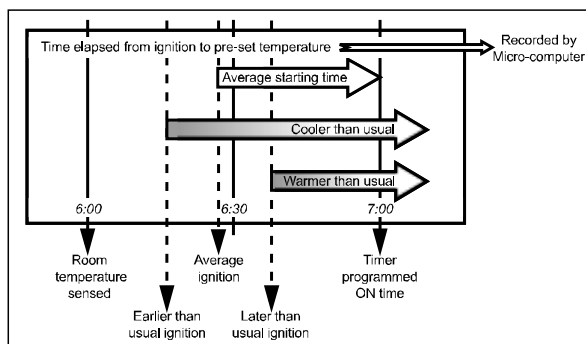 Time elapsed from ignition to pre-set temperature
Recorded by
Micro-computer
Average starting time
Cooler than usual
Warmer than usual
6:00
6:30
7:00
Room
temperature
sensed
Average
ignition
Timer
programmed
ON time
Earlier than
usual ignition
Later than
usual ignition